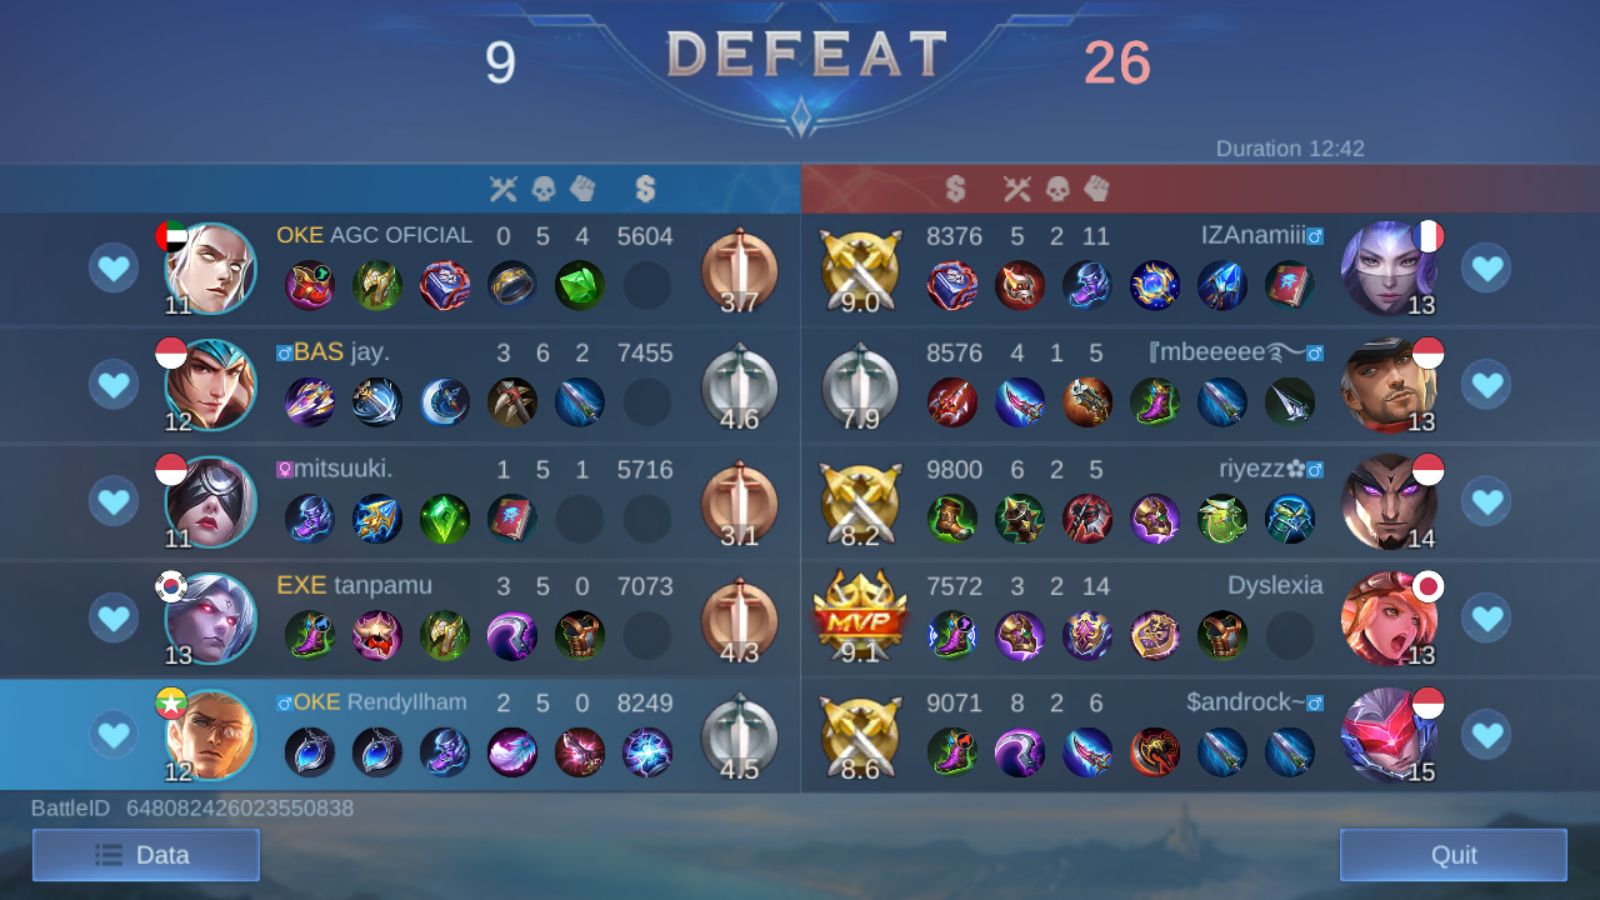 9 DEFEAT 26
Duration 12:42
OKE AGC OFICIAL 0 5 4 5604
11 3.7
8376 5 2 11 IZAnamiii♂
9.0 13
♂BAS jay. 3 6 2 7455
12 4.6
8576 4 1 5 『mbeeeee࿐♂
7.9 13
♀mitsuuki. 1 5 1 5716
11 3.1
9800 6 2 5 riyezz✿♂
8.2 14
EXE tanpamu 3 5 0 7073
13 4.3
7572 3 2 14 Dyslexia
MVP
9.1 13
♂OKE RendyIlham 2 5 0 8249
12 4.5
9071 8 2 6 $androck~♂
8.6 15
BattleID 648082426023550838
Data
Quit